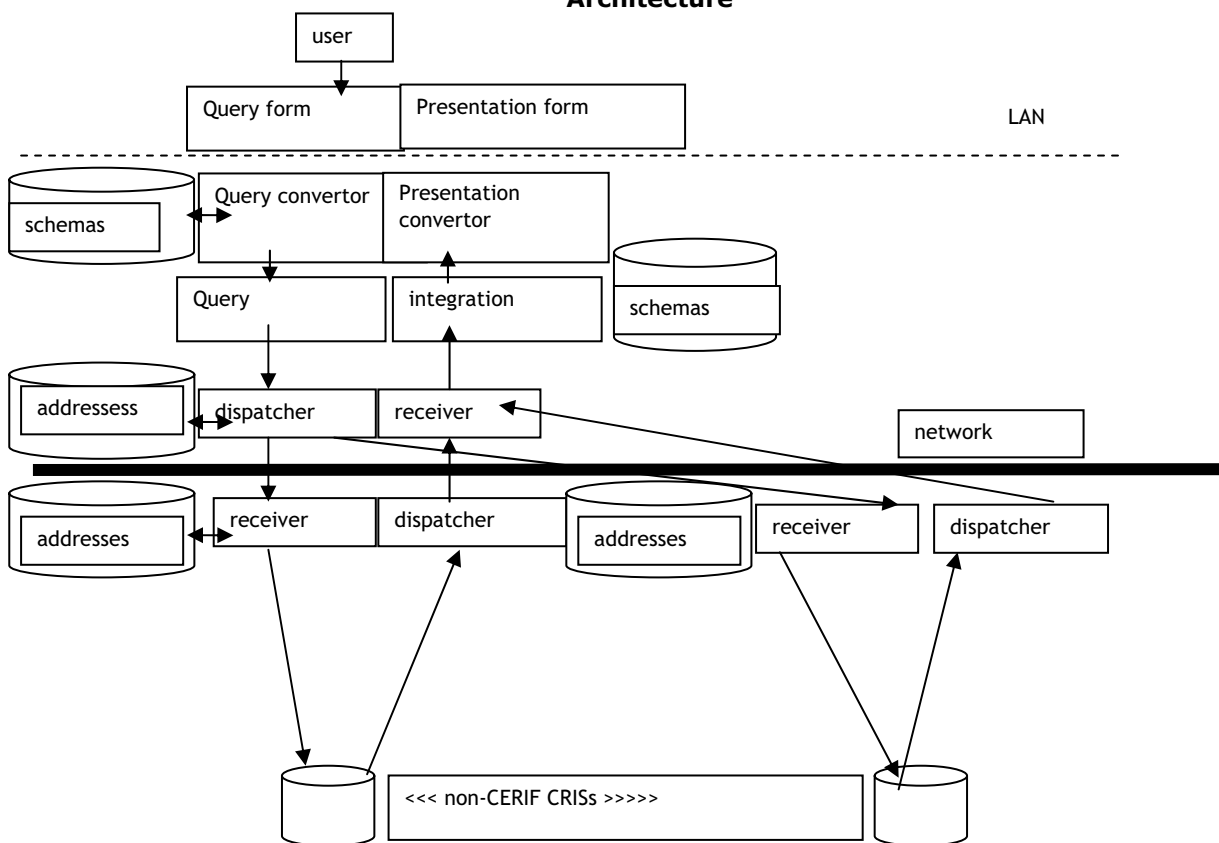 Architecture
user
Query form
Presentation form
LAN
schemas
Query convertor
Presentation
convertor
Query
integration
schemas
addressess
dispatcher
receiver
network
addresses
receiver
dispatcher
addresses
receiver
dispatcher
<<< non-CERIF CRISs >>>>>